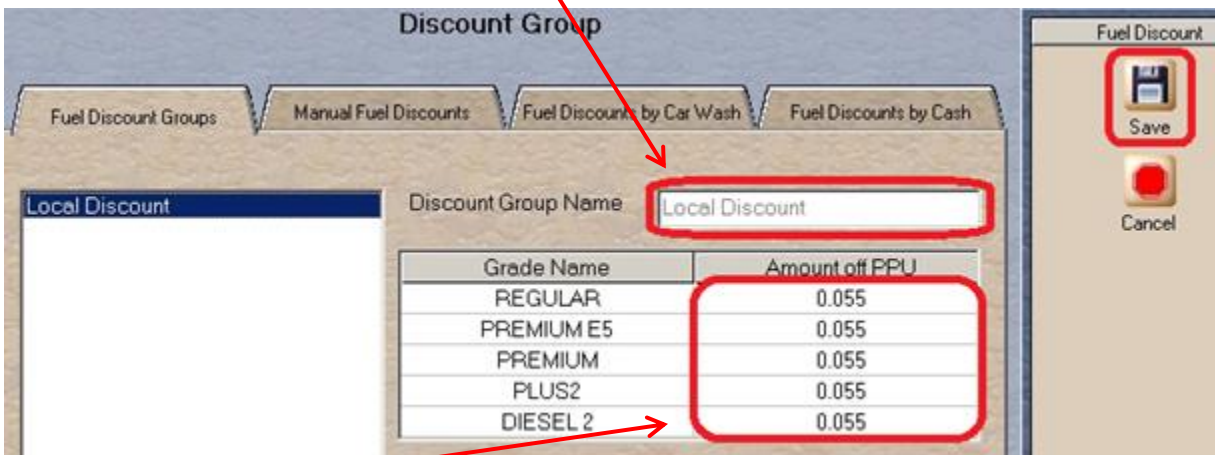 Discount Group
Fuel Discount
Save
Cancel
Fuel Discount Groups
Manual Fuel Discounts
Fuel Discounts by Car Wash
Fuel Discounts by Cash
Local Discount
Discount Group Name
Local Discount
Grade Name Amount off PPU
REGULAR 0.055
PREMIUM E5 0.055
PREMIUM 0.055
PLUS2 0.055
DIESEL 2 0.055